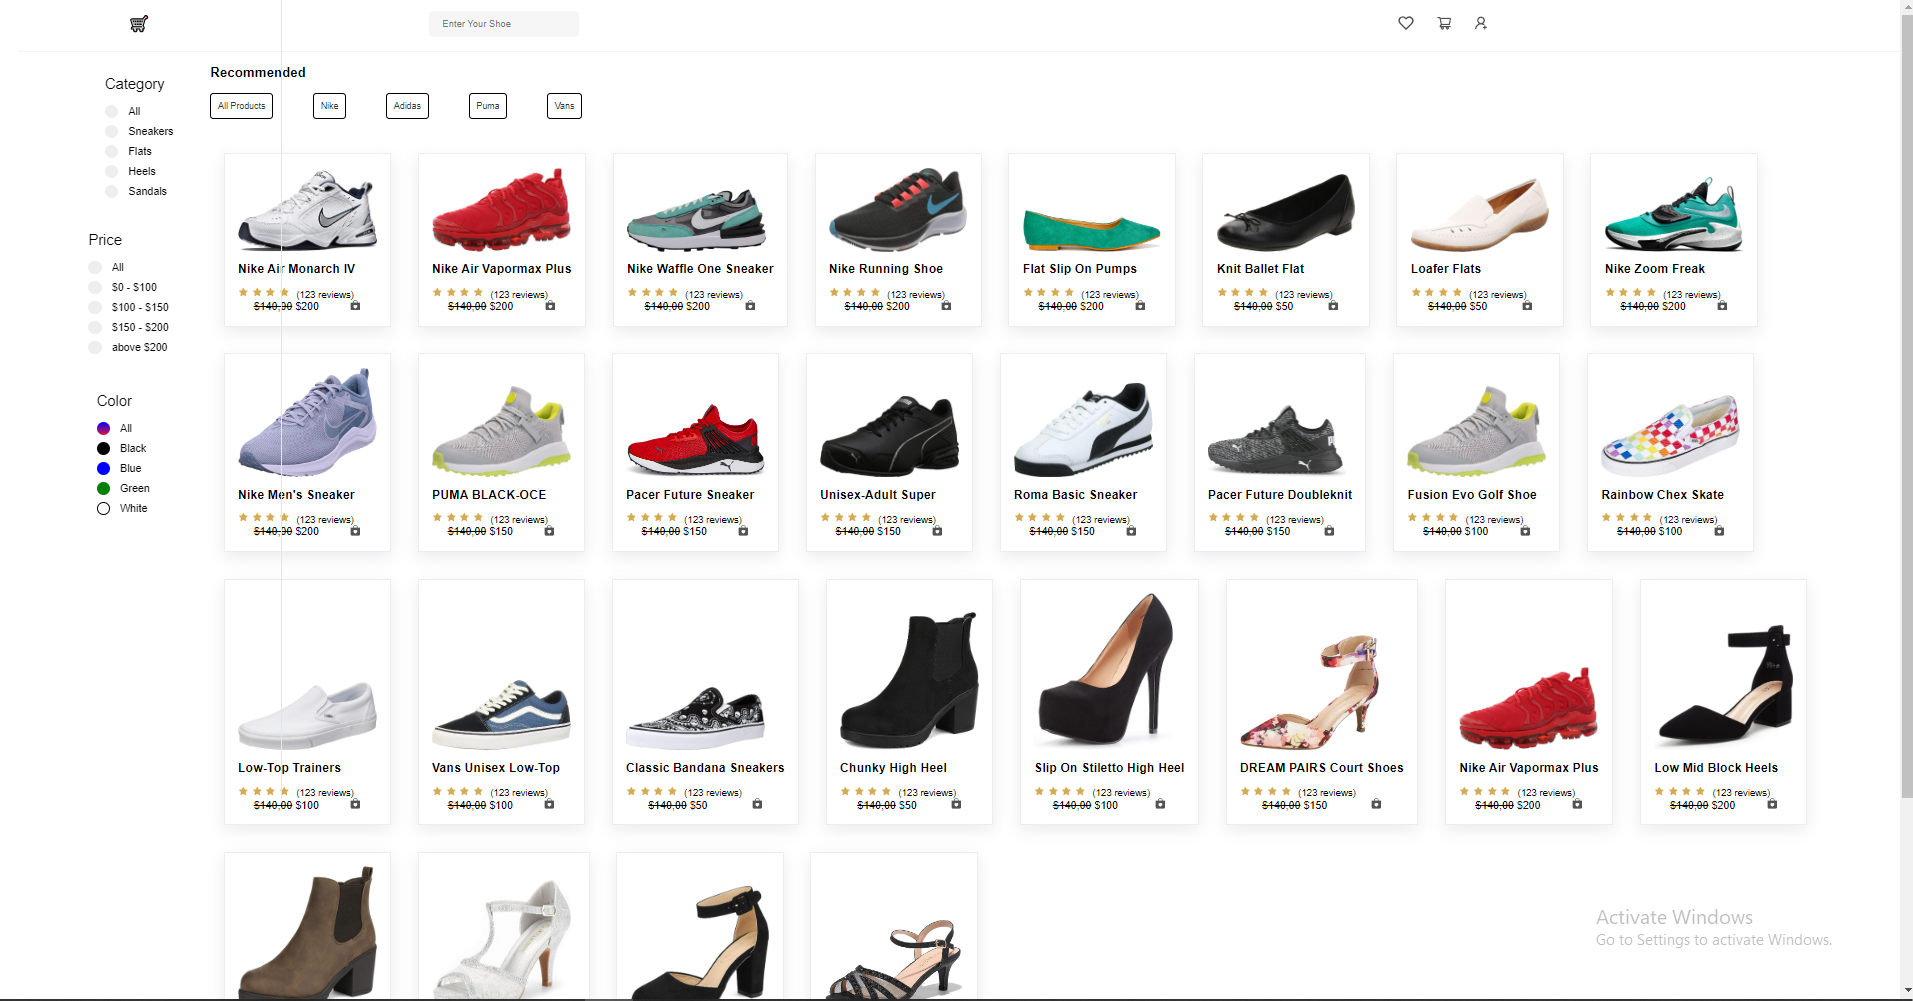 Enter Your Shoe
Category
All
Sneakers
Flats
Heels
Sandals
Price
All
$0 - $100
$100 - $150
$150 - $200
above $200
Color
All
Black
Blue
Green
White
Recommended
All Products Nike Adidas Puma Vans
Nike Air Monarch IV Nike Air Vapormax Plus Nike Waffle One Sneaker Nike Running Shoe Flat Slip On Pumps Knit Ballet Flat Loafer Flats Nike Zoom Freak
(123 reviews) (123 reviews) (123 reviews) (123 reviews) (123 reviews) (123 reviews) (123 reviews) (123 reviews)
$140,00 $200 $140,00 $200 $140,00 $200 $140,00 $200 $140,00 $200 $140,00 $50 $140,00 $50 $140,00 $200
Nike Men's Sneaker PUMA BLACK-OCE Pacer Future Sneaker Unisex-Adult Super Roma Basic Sneaker Pacer Future Doubleknit Fusion Evo Golf Shoe Rainbow Chex Skate
(123 reviews) (123 reviews) (123 reviews) (123 reviews) (123 reviews) (123 reviews) (123 reviews) (123 reviews)
$140,00 $200 $140,00 $150 $140,00 $150 $140,00 $150 $140,00 $150 $140,00 $150 $140,00 $100 $140,00 $100
Low-Top Trainers Vans Unisex Low-Top Classic Bandana Sneakers Chunky High Heel Slip On Stiletto High Heel DREAM PAIRS Court Shoes Nike Air Vapormax Plus Low Mid Block Heels
(123 reviews) (123 reviews) (123 reviews) (123 reviews) (123 reviews) (123 reviews) (123 reviews) (123 reviews)
$140,00 $100 $140,00 $100 $140,00 $50 $140,00 $50 $140,00 $100 $140,00 $150 $140,00 $200 $140,00 $200
Activate Windows
Go to Settings to activate Windows.